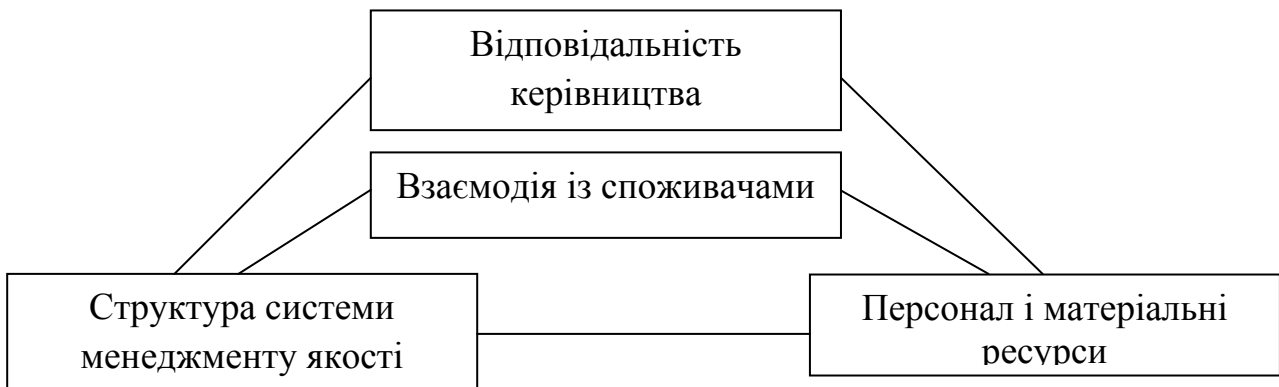 Відповідальність
керівництва
Взаємодія із споживачами
Структура системи
менеджменту якості
Персонал і матеріальні
ресурси